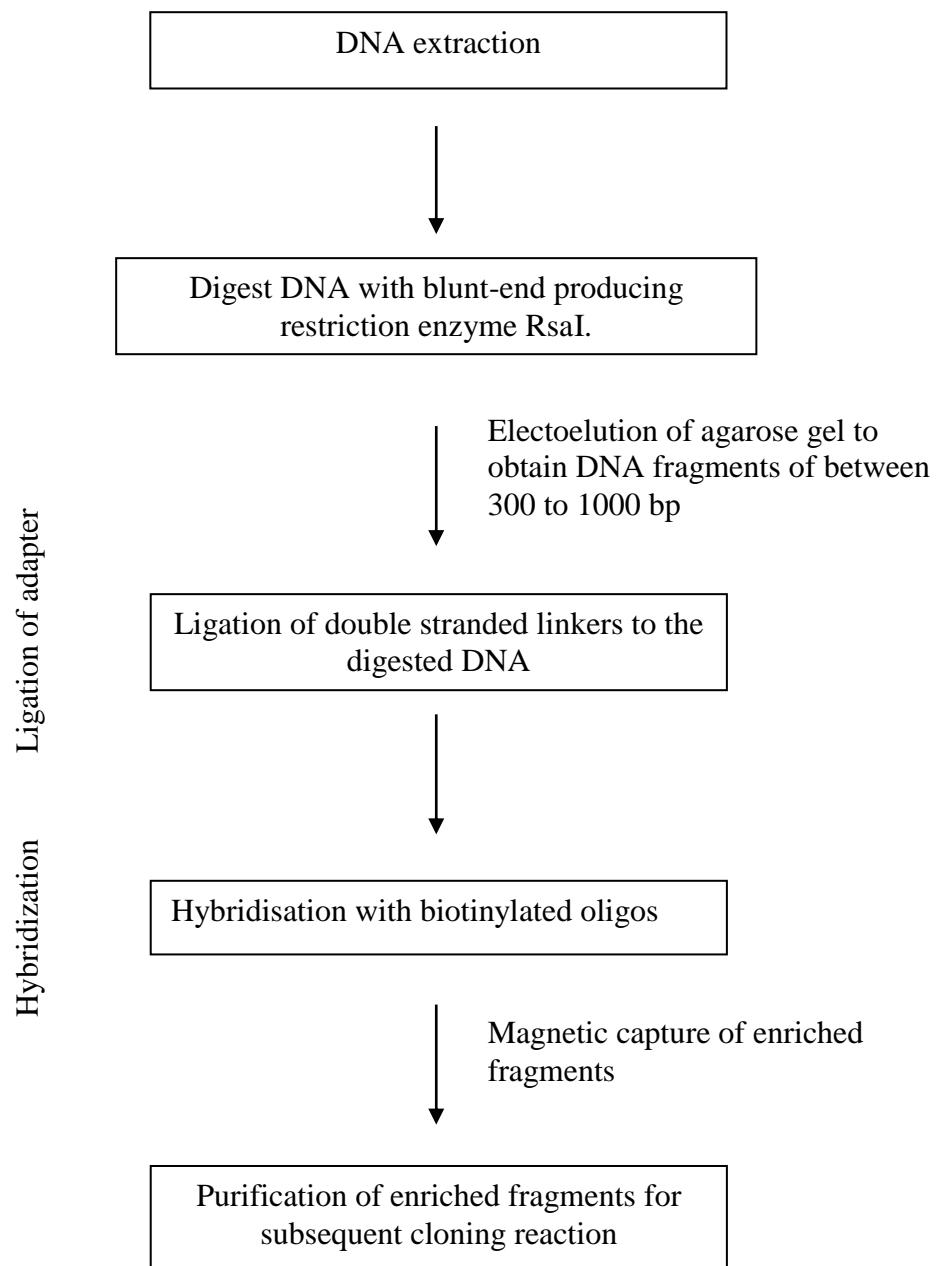 DNA extraction
Digest DNA with blunt-end producing
restriction enzyme RsaI.
Electoelution of agarose gel to
obtain DNA fragments of between
300 to 1000 bp
Ligation of adapter
Ligation of double stranded linkers to the
digested DNA
Hybridization
Hybridisation with biotinylated oligos
Magnetic capture of enriched
fragments
Purification of enriched fragments for
subsequent cloning reaction